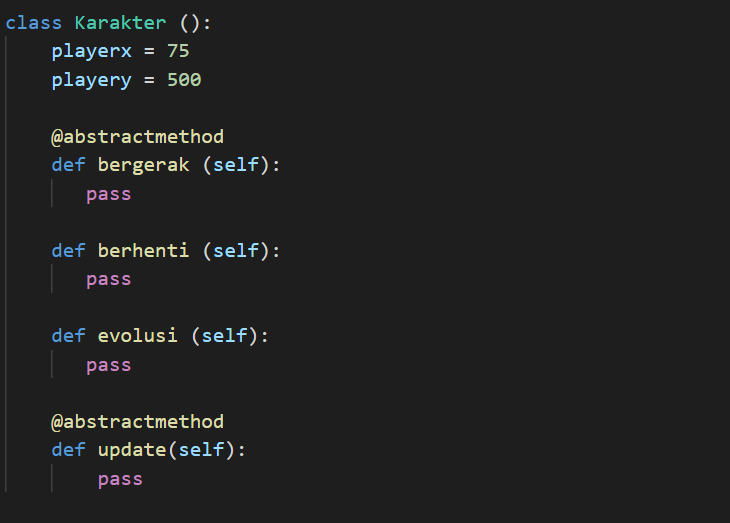 class Karakter ():
    playerx = 75
    playery = 500

    @abstractmethod
    def bergerak (self):
       pass

    def berhenti (self):
       pass

    def evolusi (self):
       pass

    @abstractmethod
    def update(self):
        pass